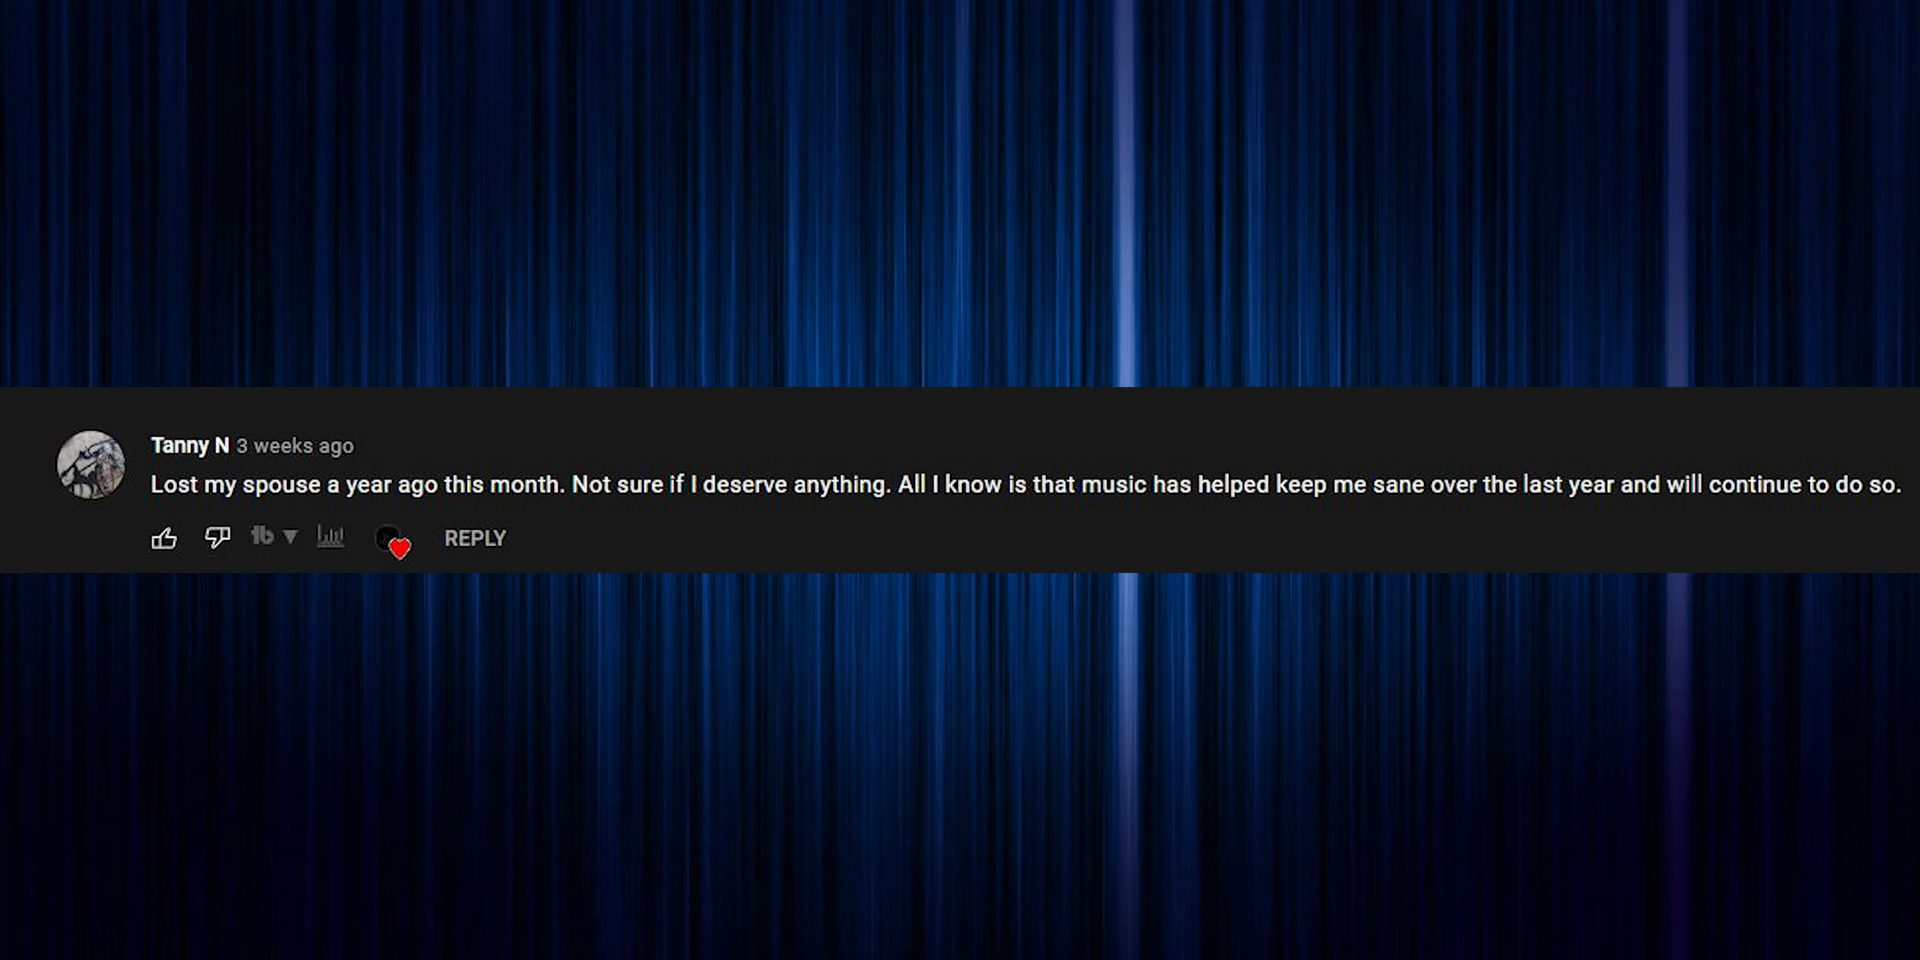 Tanny N 3 weeks ago
Lost my spouse a year ago this month. Not sure if I deserve anything. All I know is that music has helped keep me sane over the last year and will continue to do so.
REPLY